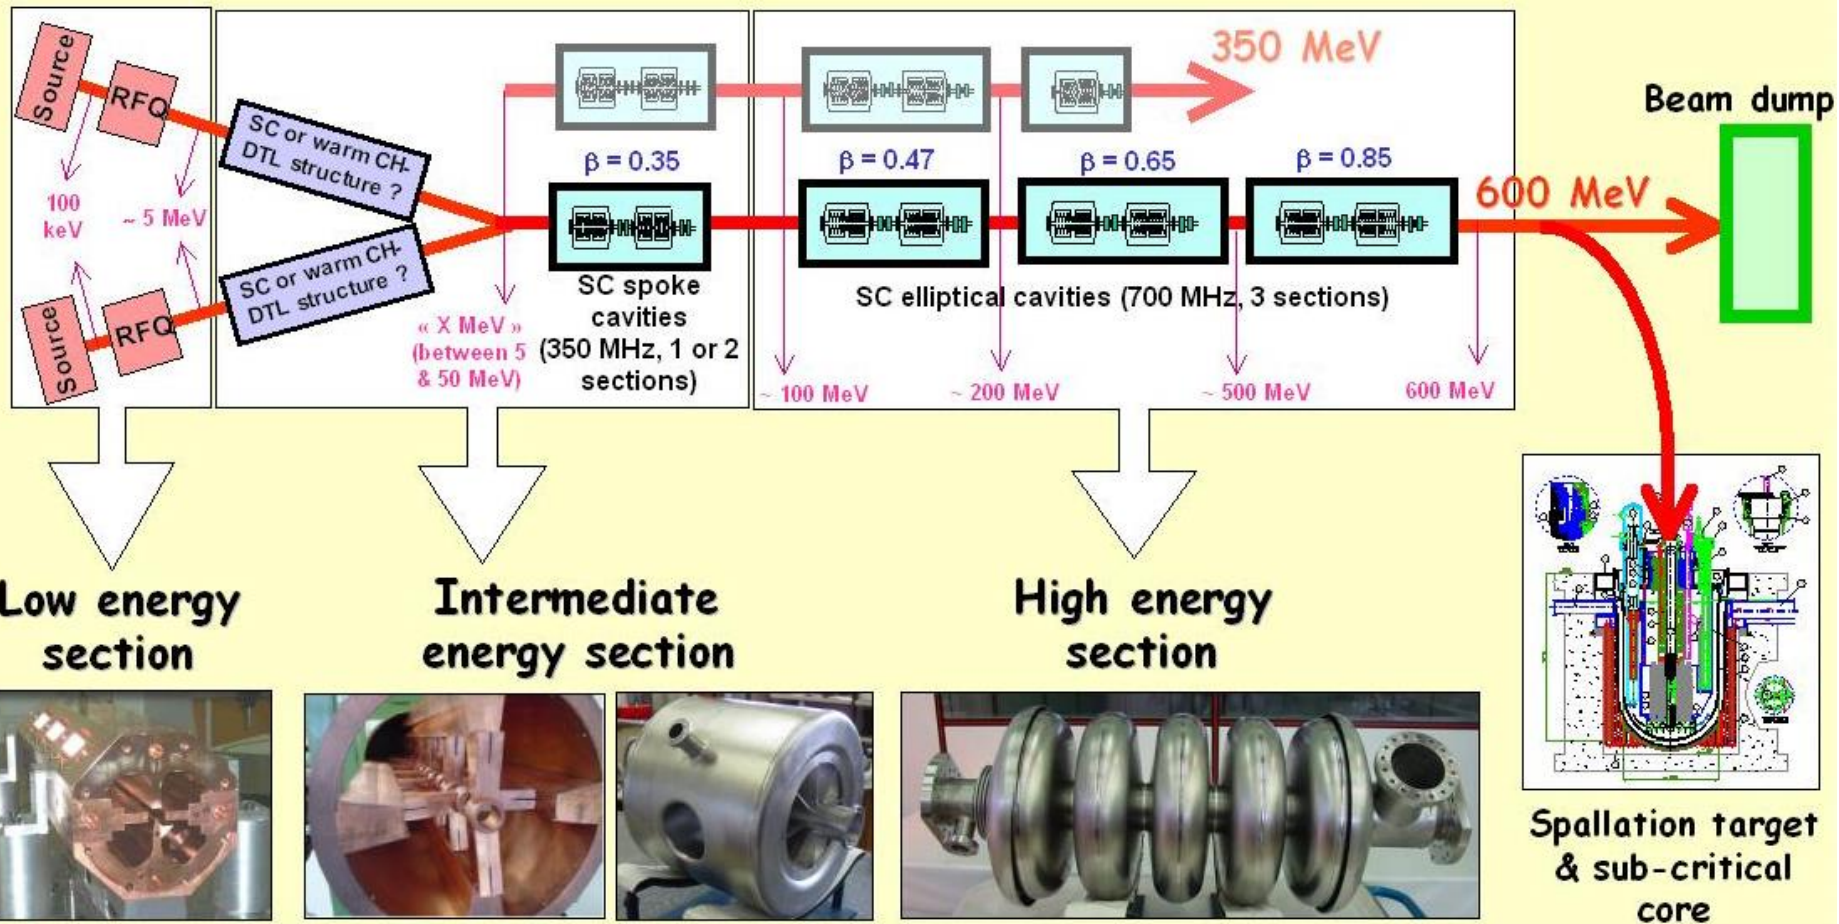 Source
RFQ
SC or warm CH-
DTL structure ?
100
keV
~ 5 MeV
Source
RFQ
SC or warm CH-
DTL structure ?
350 MeV
β = 0.35
β = 0.47
β = 0.65
β = 0.85
600 MeV
Beam dump
SC spoke
cavities
(350 MHz, 1 or 2
sections)
SC elliptical cavities (700 MHz, 3 sections)
« X MeV »
(between 5
& 50 MeV)
~ 100 MeV
~ 200 MeV
~ 500 MeV
600 MeV
Low energy
section
Intermediate
energy section
High energy
section
Spallation target
& sub-critical
core